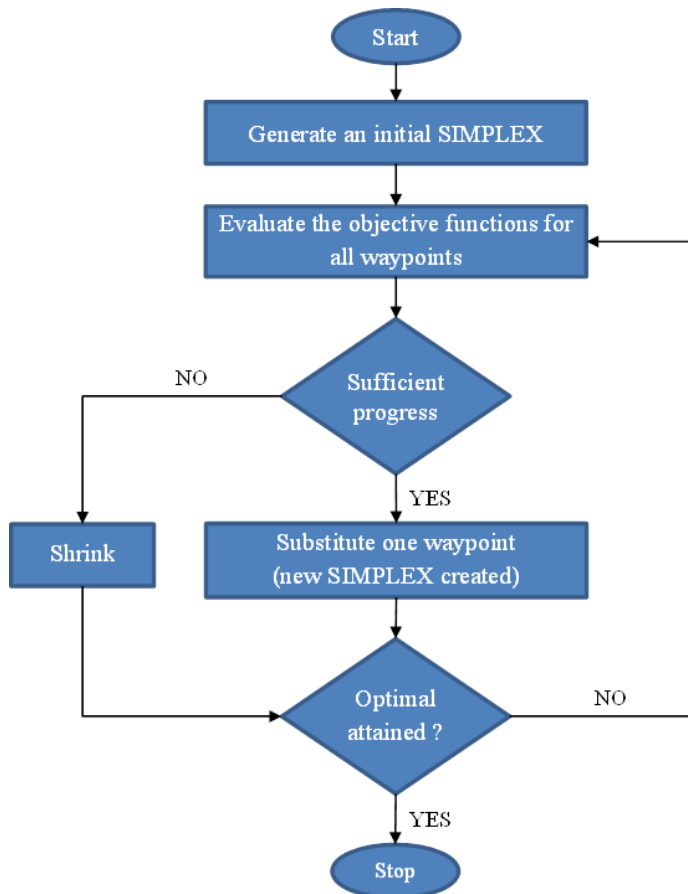 Start
Generate an initial SIMPLEX
Evaluate the objective functions for
all waypoints
NO
Sufficient
progress
YES
Shrink
Substitute one waypoint
(new SIMPLEX created)
Optimal
attained ?
NO
YES
Stop